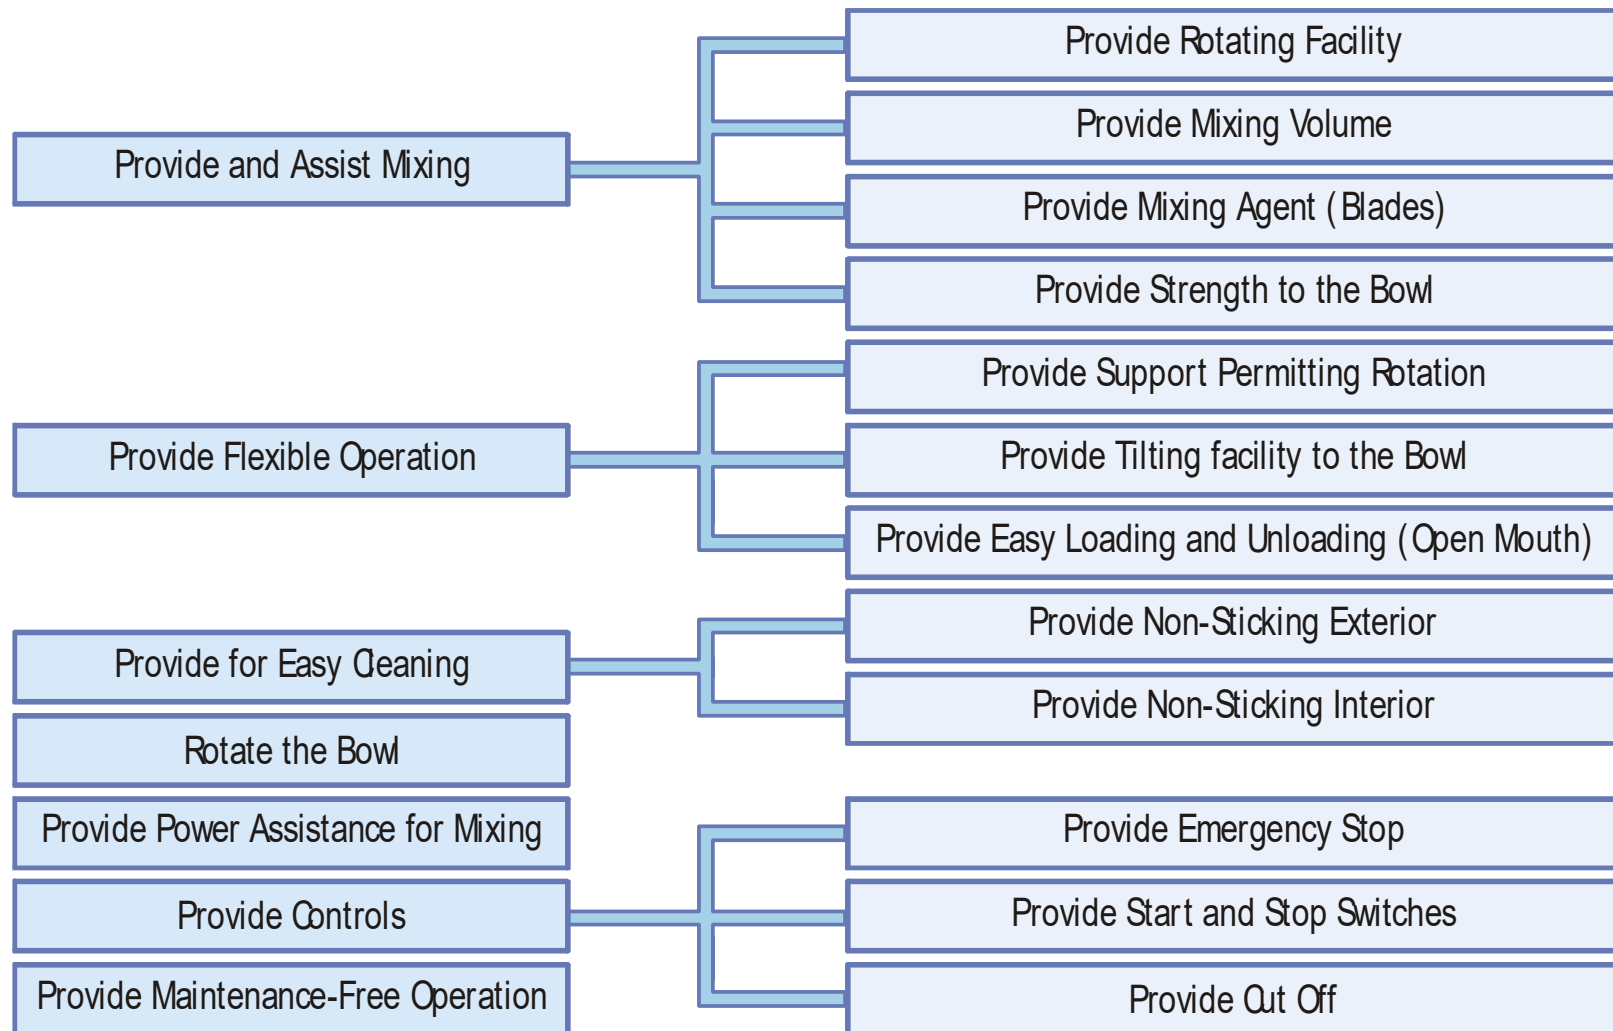 Provide and Assist Mixing
Provide Rotating Facility
Provide Mixing Volume
Provide Mixing Agent (Blades)
Provide Strength to the Bowl
Provide Flexible Operation
Provide Support Permitting Rotation
Provide Tilting facility to the Bowl
Provide Easy Loading and Unloading (Open Mouth)
Provide for Easy Cleaning
Provide Non-Sticking Exterior
Provide Non-Sticking Interior
Rotate the Bowl
Provide Power Assistance for Mixing
Provide Controls
Provide Emergency Stop
Provide Start and Stop Switches
Provide Cut Off
Provide Maintenance-Free Operation